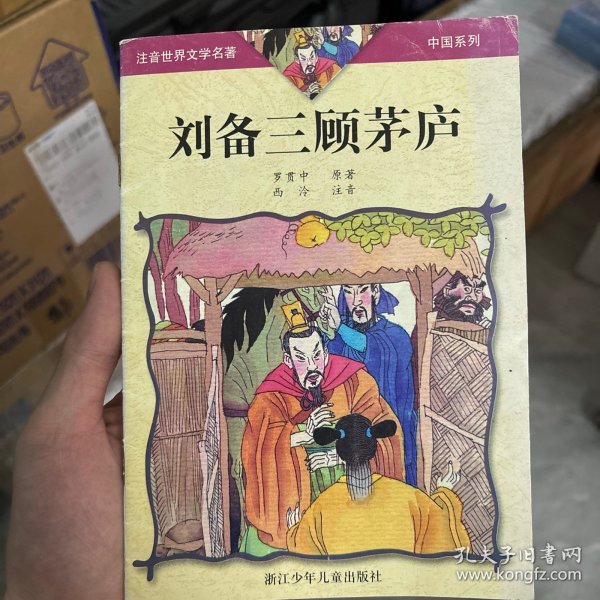 注音世界文学名著
中国系列
刘备三顾茅庐
罗贯中 原著
西泠 注音
浙江少年儿童出版社
孔夫子旧书网
www.kongfz.com